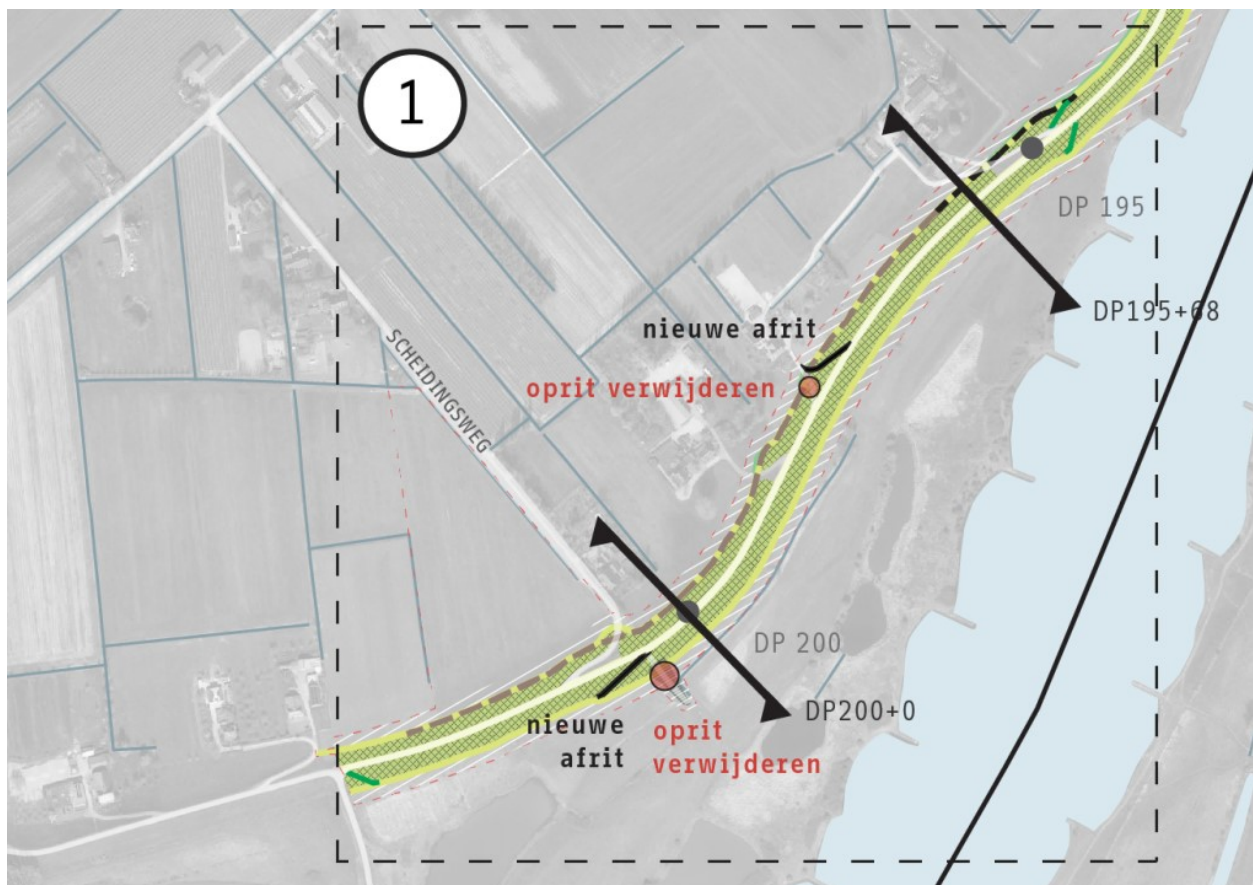 1
DP 195
DP195+68
nieuwe afrit
oprit verwijderen
SCHEIDINGSWEG
DP 200
DP200+0
nieuwe
afrit
oprit
verwijderen